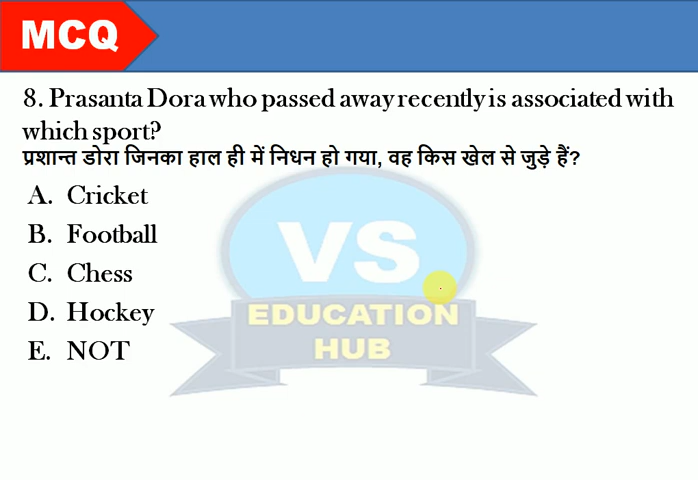 MCQ
8. Prasanta Dora who passed away recently is associated with
which sport?
प्रशान्त डोरा जिनका हाल ही में निधन हो गया, वह किस खेल से जुड़े हैं?
A. Cricket
B. Football
C. Chess
D. Hockey
E. NOT
VS
EDUCATION
HUB